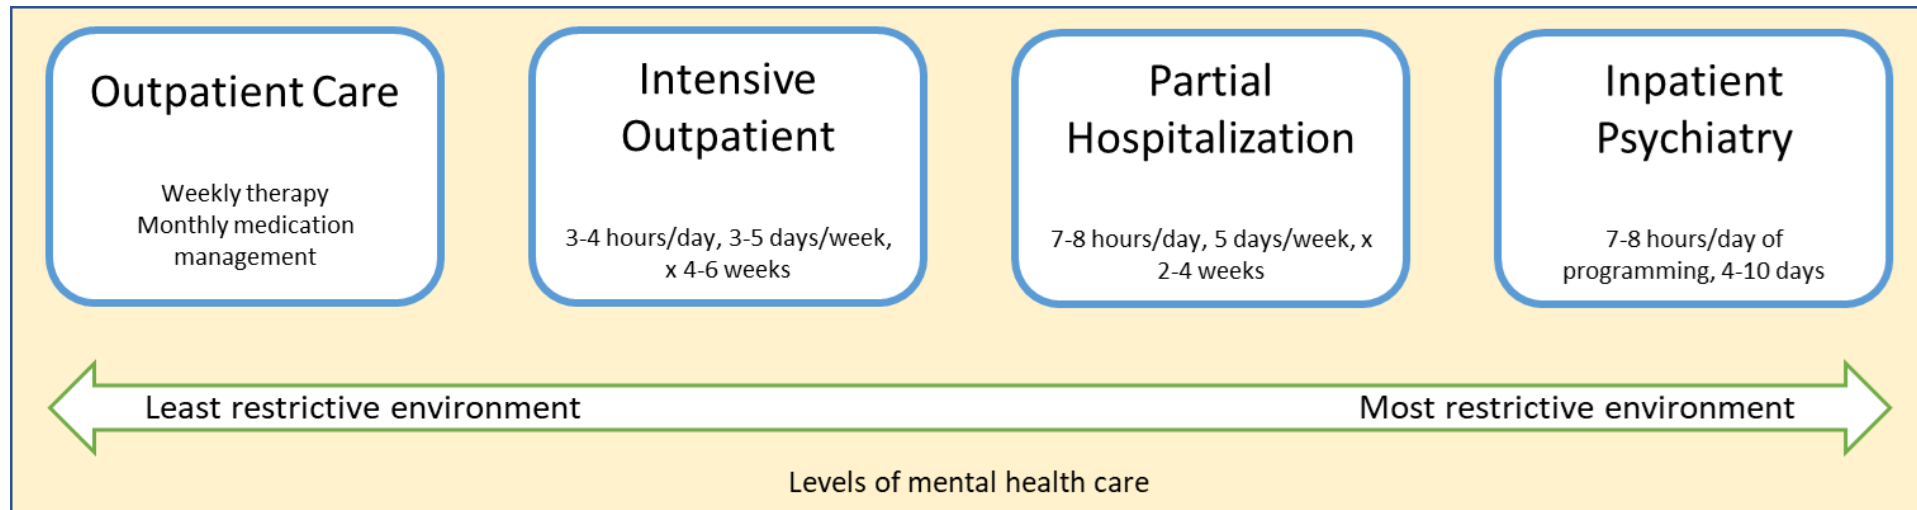 Outpatient Care
Weekly therapy
Monthly medication
management
Intensive
Outpatient
3-4 hours/day, 3-5 days/week,
x 4-6 weeks
Partial
Hospitalization
7-8 hours/day, 5 days/week, x
2-4 weeks
Inpatient
Psychiatry
7-8 hours/day of
programming, 4-10 days
Least restrictive environment
Most restrictive environment
Levels of mental health care